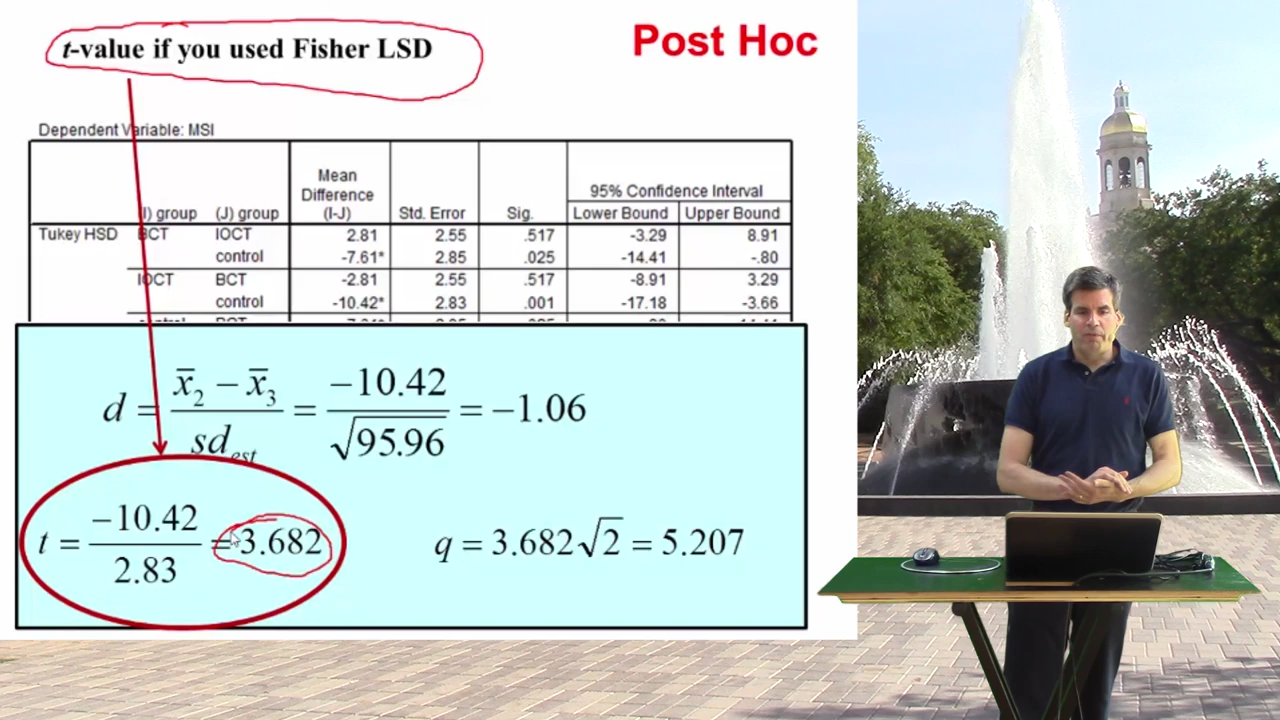 t-value if you used Fisher LSD
Post Hoc
Dependent Variable: MSI
(I) group (J) group Mean Difference (I-J) Std. Error Sig. 95% Confidence Interval Lower Bound Upper Bound
Tukey HSD BCT IOCT 2.81 2.55 .517 -3.29 8.91
control -7.61* 2.85 .025 -14.41 -.80
IOCT BCT -2.81 2.55 .517 -8.91 3.29
control -10.42* 2.83 .001 -17.18 -3.66
d = x̄₂ − x̄₃ / sd_est = −10.42 / √95.96 = −1.06
t = −10.42 / 2.83 = 3.682
q = 3.682√2 = 5.207